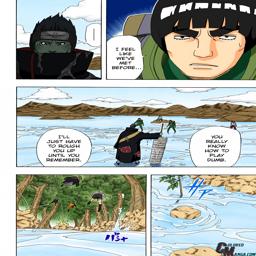 I FEEL
LIKE
WE'VE
MET
BEFORE...
YOU
REALLY
KNOW
HOW TO
PLAY
DUMB.
I'LL
JUST HAVE
TO ROUGH
YOU UP
UNTIL YOU
REMEMBER.